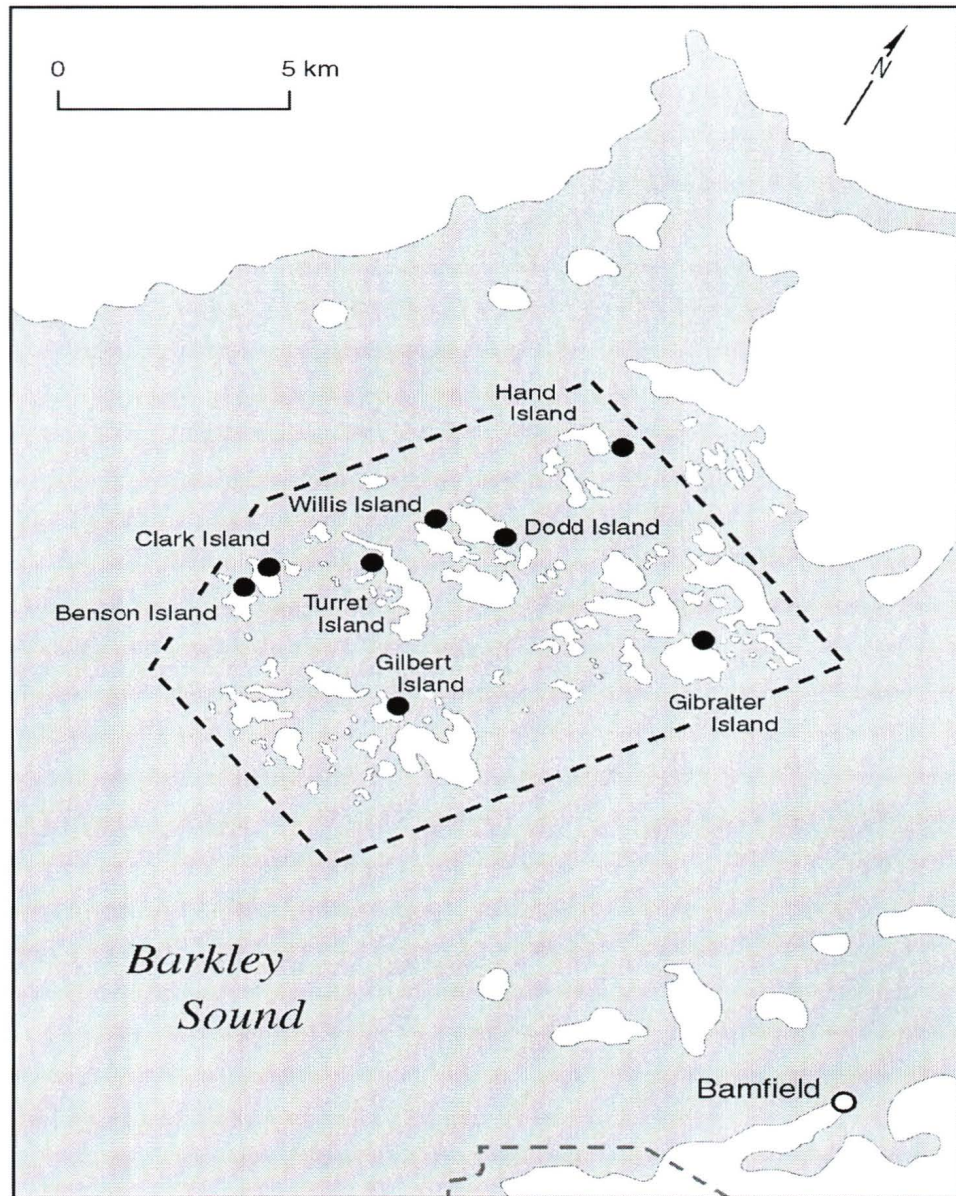 0 5 km
N
Hand
Island
Willis Island
Dodd Island
Clark Island
Benson Island
Turret
Island
Gilbert
Island
Gibralter
Island
Barkley
Sound
Bamfield